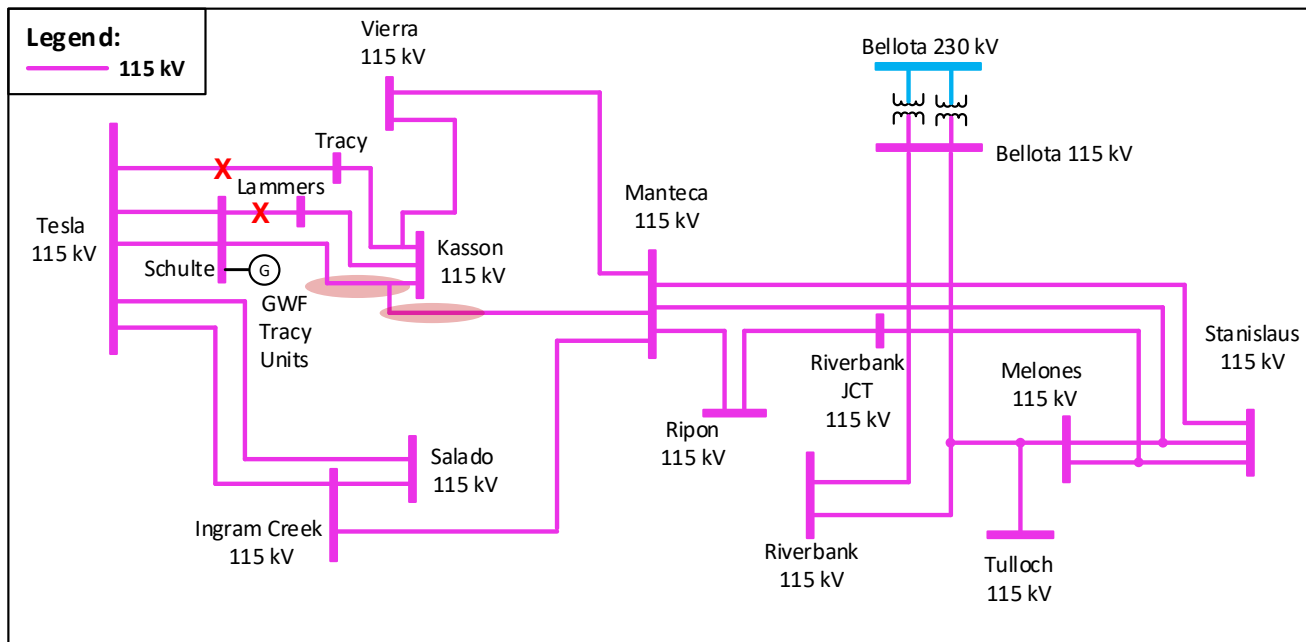 Legend:
115 kV
Vierra
115 kV
Bellota 230 kV
Tracy
Bellota 115 kV
X
Lammers
X
Manteca
115 kV
Tesla
115 kV
Kasson
115 kV
Schulte
G
GWF
Tracy
Units
Riverbank
JCT
115 kV
Stanislaus
115 kV
Melones
115 kV
Ripon
115 kV
Salado
115 kV
Ingram Creek
115 kV
Riverbank
115 kV
Tulloch
115 kV